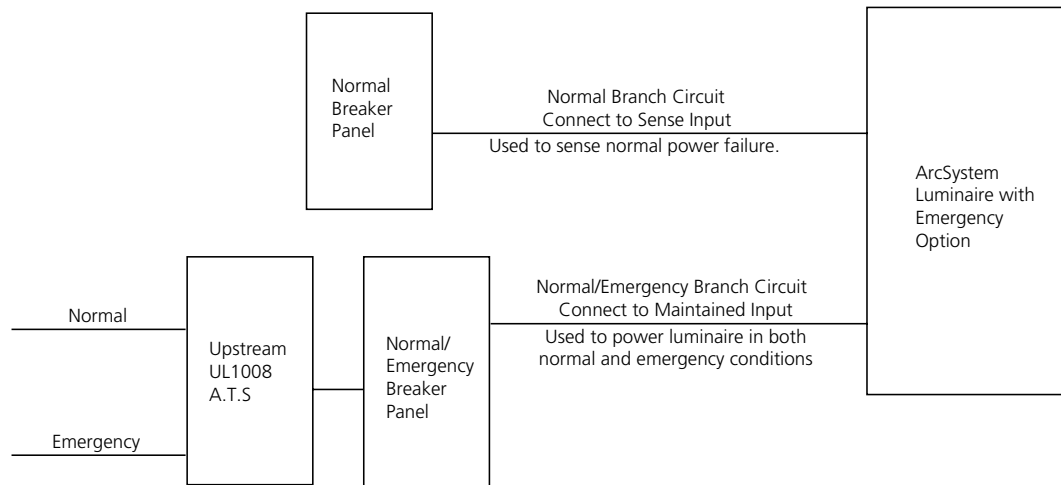 Normal
Breaker
Panel
Normal Branch Circuit
Connect to Sense Input
Used to sense normal power failure.
ArcSystem
Luminaire with
Emergency
Option
Normal
Emergency
Upstream
UL1008
A.T.S
Normal/
Emergency
Breaker
Panel
Normal/Emergency Branch Circuit
Connect to Maintained Input
Used to power luminaire in both
normal and emergency conditions